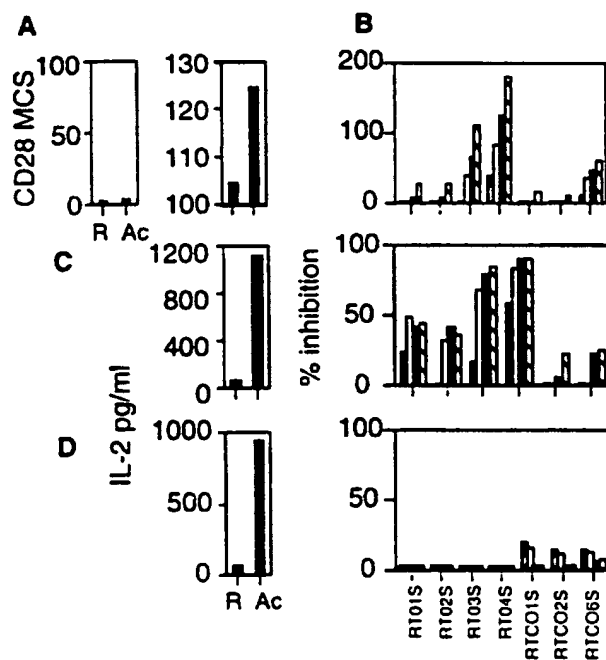 A
B
CD28 MCS
100
50
0
R Ac
130
120
110
100
200
100
0
C
1200
800
400
0
IL-2 pg/ml
% inhibition
100
50
0
D
1000
500
0
R Ac
100
50
0
RT01S
RT02S
RT03S
RT04S
RTCO1S
RTCO2S
RTCO6S